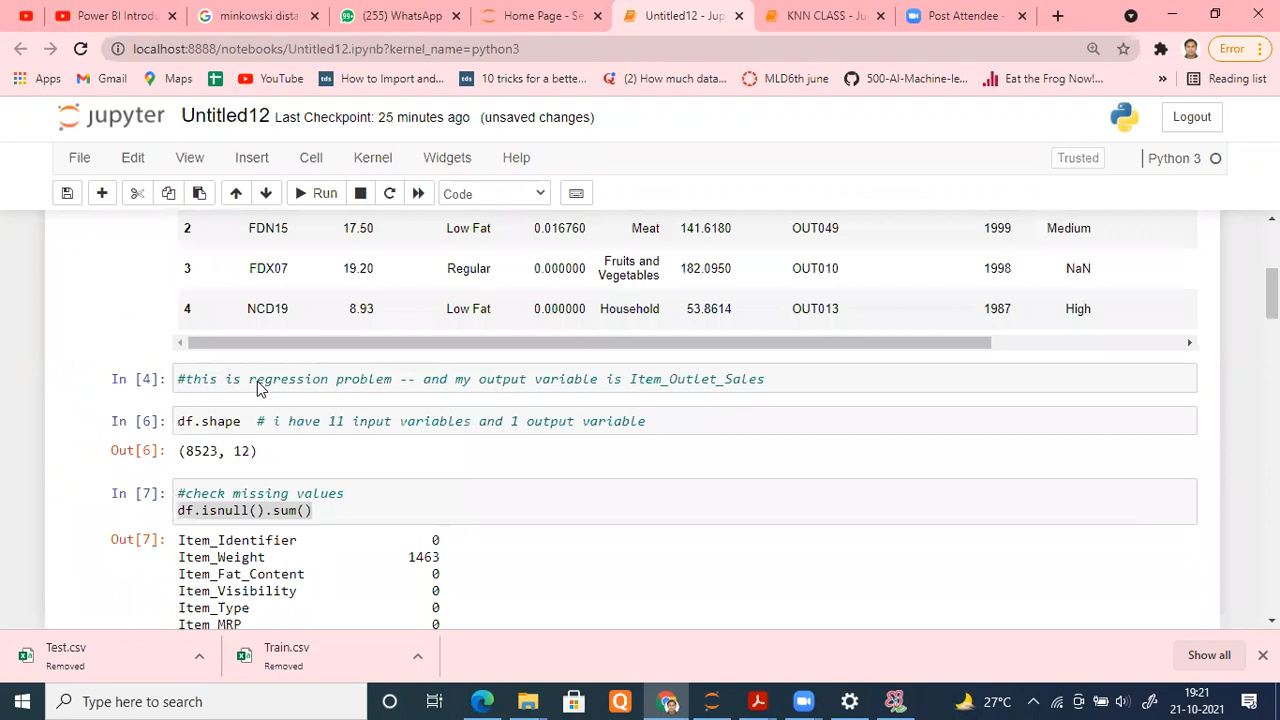 Power BI Introdu
minkowski dista
(255) WhatsApp
Home Page - Se
Untitled12 - Jup
KNN CLASS - Ju
Post Attendee -
localhost:8888/notebooks/Untitled12.ipynb?kernel_name=python3
Error
Apps
Gmail
Maps
YouTube
tds
How to Import and...
tds
10 tricks for a bette...
(2) How much data...
MLD6th june
500-AI-Machine-le...
Eat the Frog Now!...
Reading list
jupyter
Untitled12 Last Checkpoint: 25 minutes ago (unsaved changes)
Logout
File Edit View Insert Cell Kernel Widgets Help
Trusted
Python 3
Run
Code
2 FDN15 17.50 Low Fat 0.016760 Meat 141.6180 OUT049 1999 Medium
3 FDX07 19.20 Regular 0.000000 Fruits and Vegetables 182.0950 OUT010 1998 NaN
4 NCD19 8.93 Low Fat 0.000000 Household 53.8614 OUT013 1987 High
In [4]: #this is regression problem -- and my output variable is Item_Outlet_Sales
In [6]: df.shape # i have 11 input variables and 1 output variable
Out[6]: (8523, 12)
In [7]: #check missing values
df.isnull().sum()
Out[7]: Item_Identifier 0
Item_Weight 1463
Item_Fat_Content 0
Item_Visibility 0
Item_Type 0
Item_MRP 0
Test.csv
Removed
Train.csv
Removed
Show all
Type here to search
27°C
19:21
21-10-2021